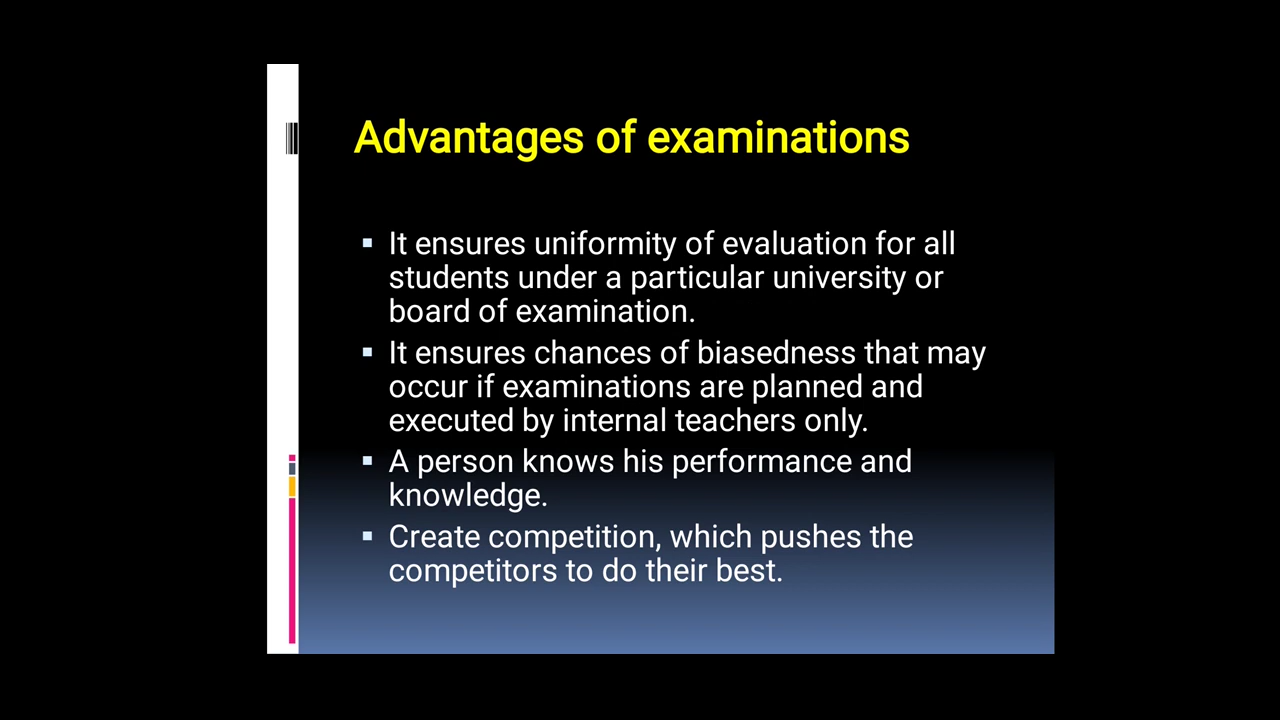 Advantages of examinations
▪ It ensures uniformity of evaluation for all
students under a particular university or
board of examination.
▪ It ensures chances of biasedness that may
occur if examinations are planned and
executed by internal teachers only.
▪ A person knows his performance and
knowledge.
▪ Create competition, which pushes the
competitors to do their best.